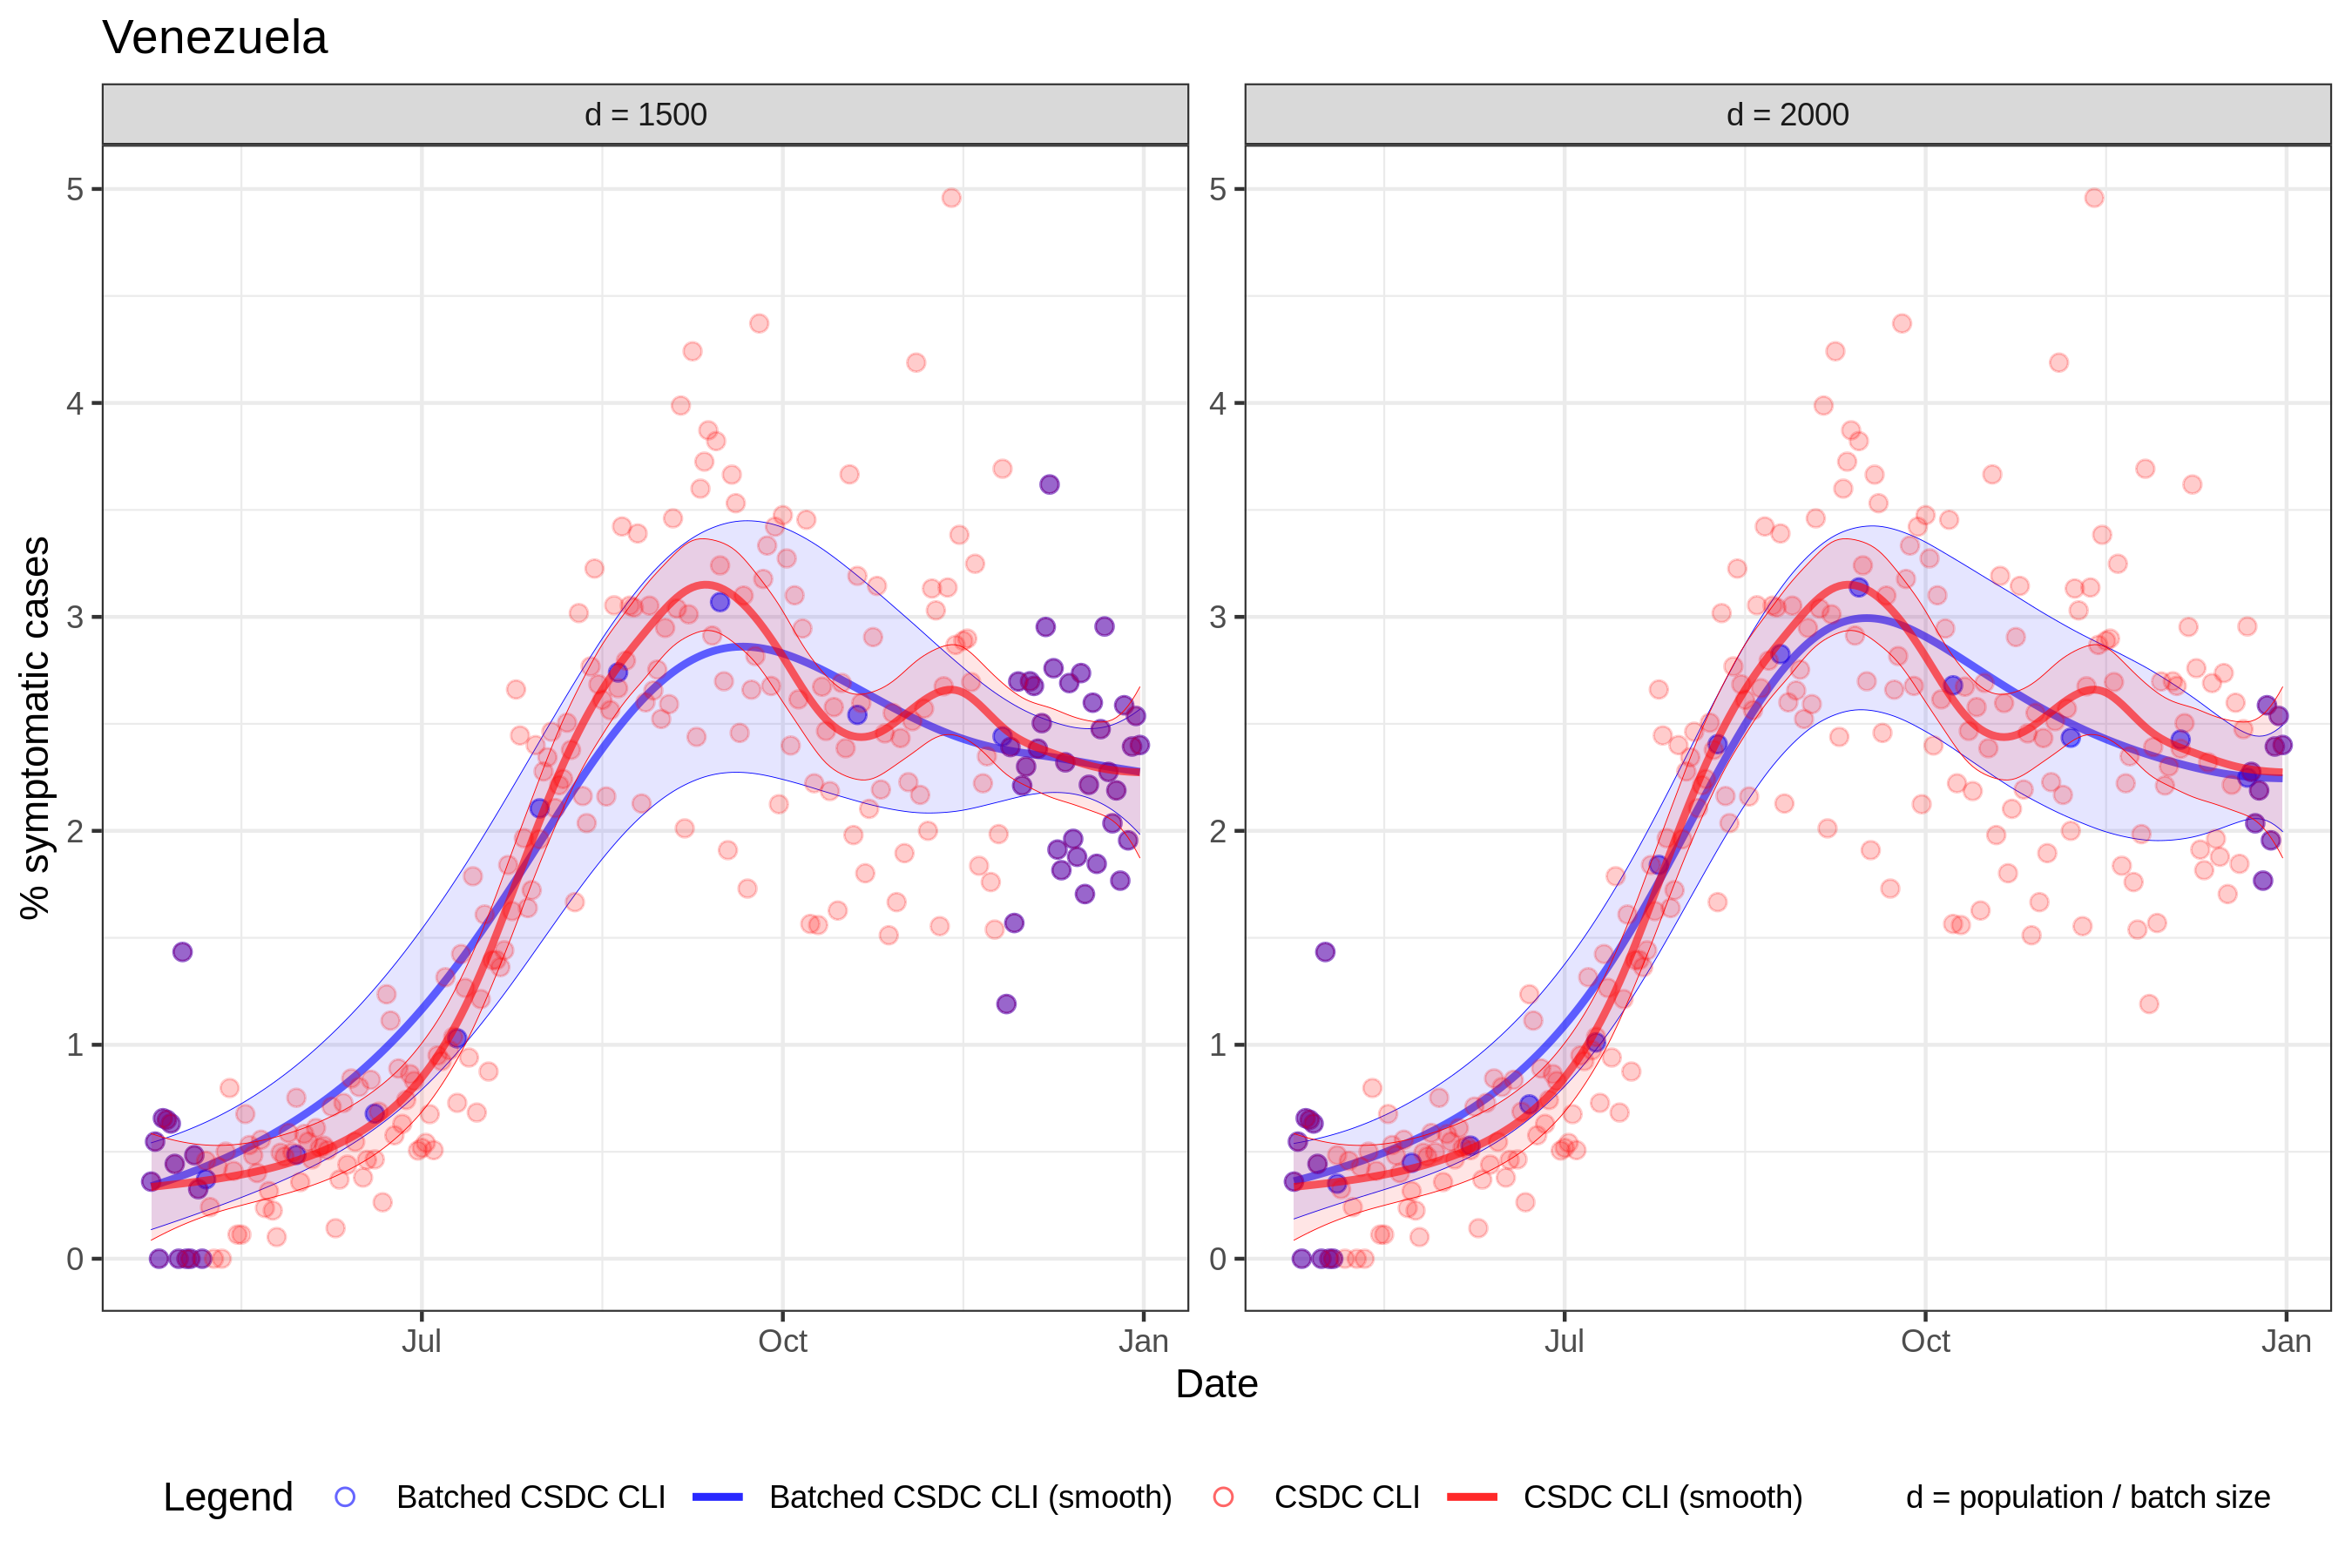 Venezuela
d = 1500
d = 2000
% symptomatic cases
5
4
3
2
1
0
5
4
3
2
1
0
Jul
Oct
Jan
Jul
Oct
Jan
Date
Legend
Batched CSDC CLI
Batched CSDC CLI (smooth)
CSDC CLI
CSDC CLI (smooth)
d = population / batch size